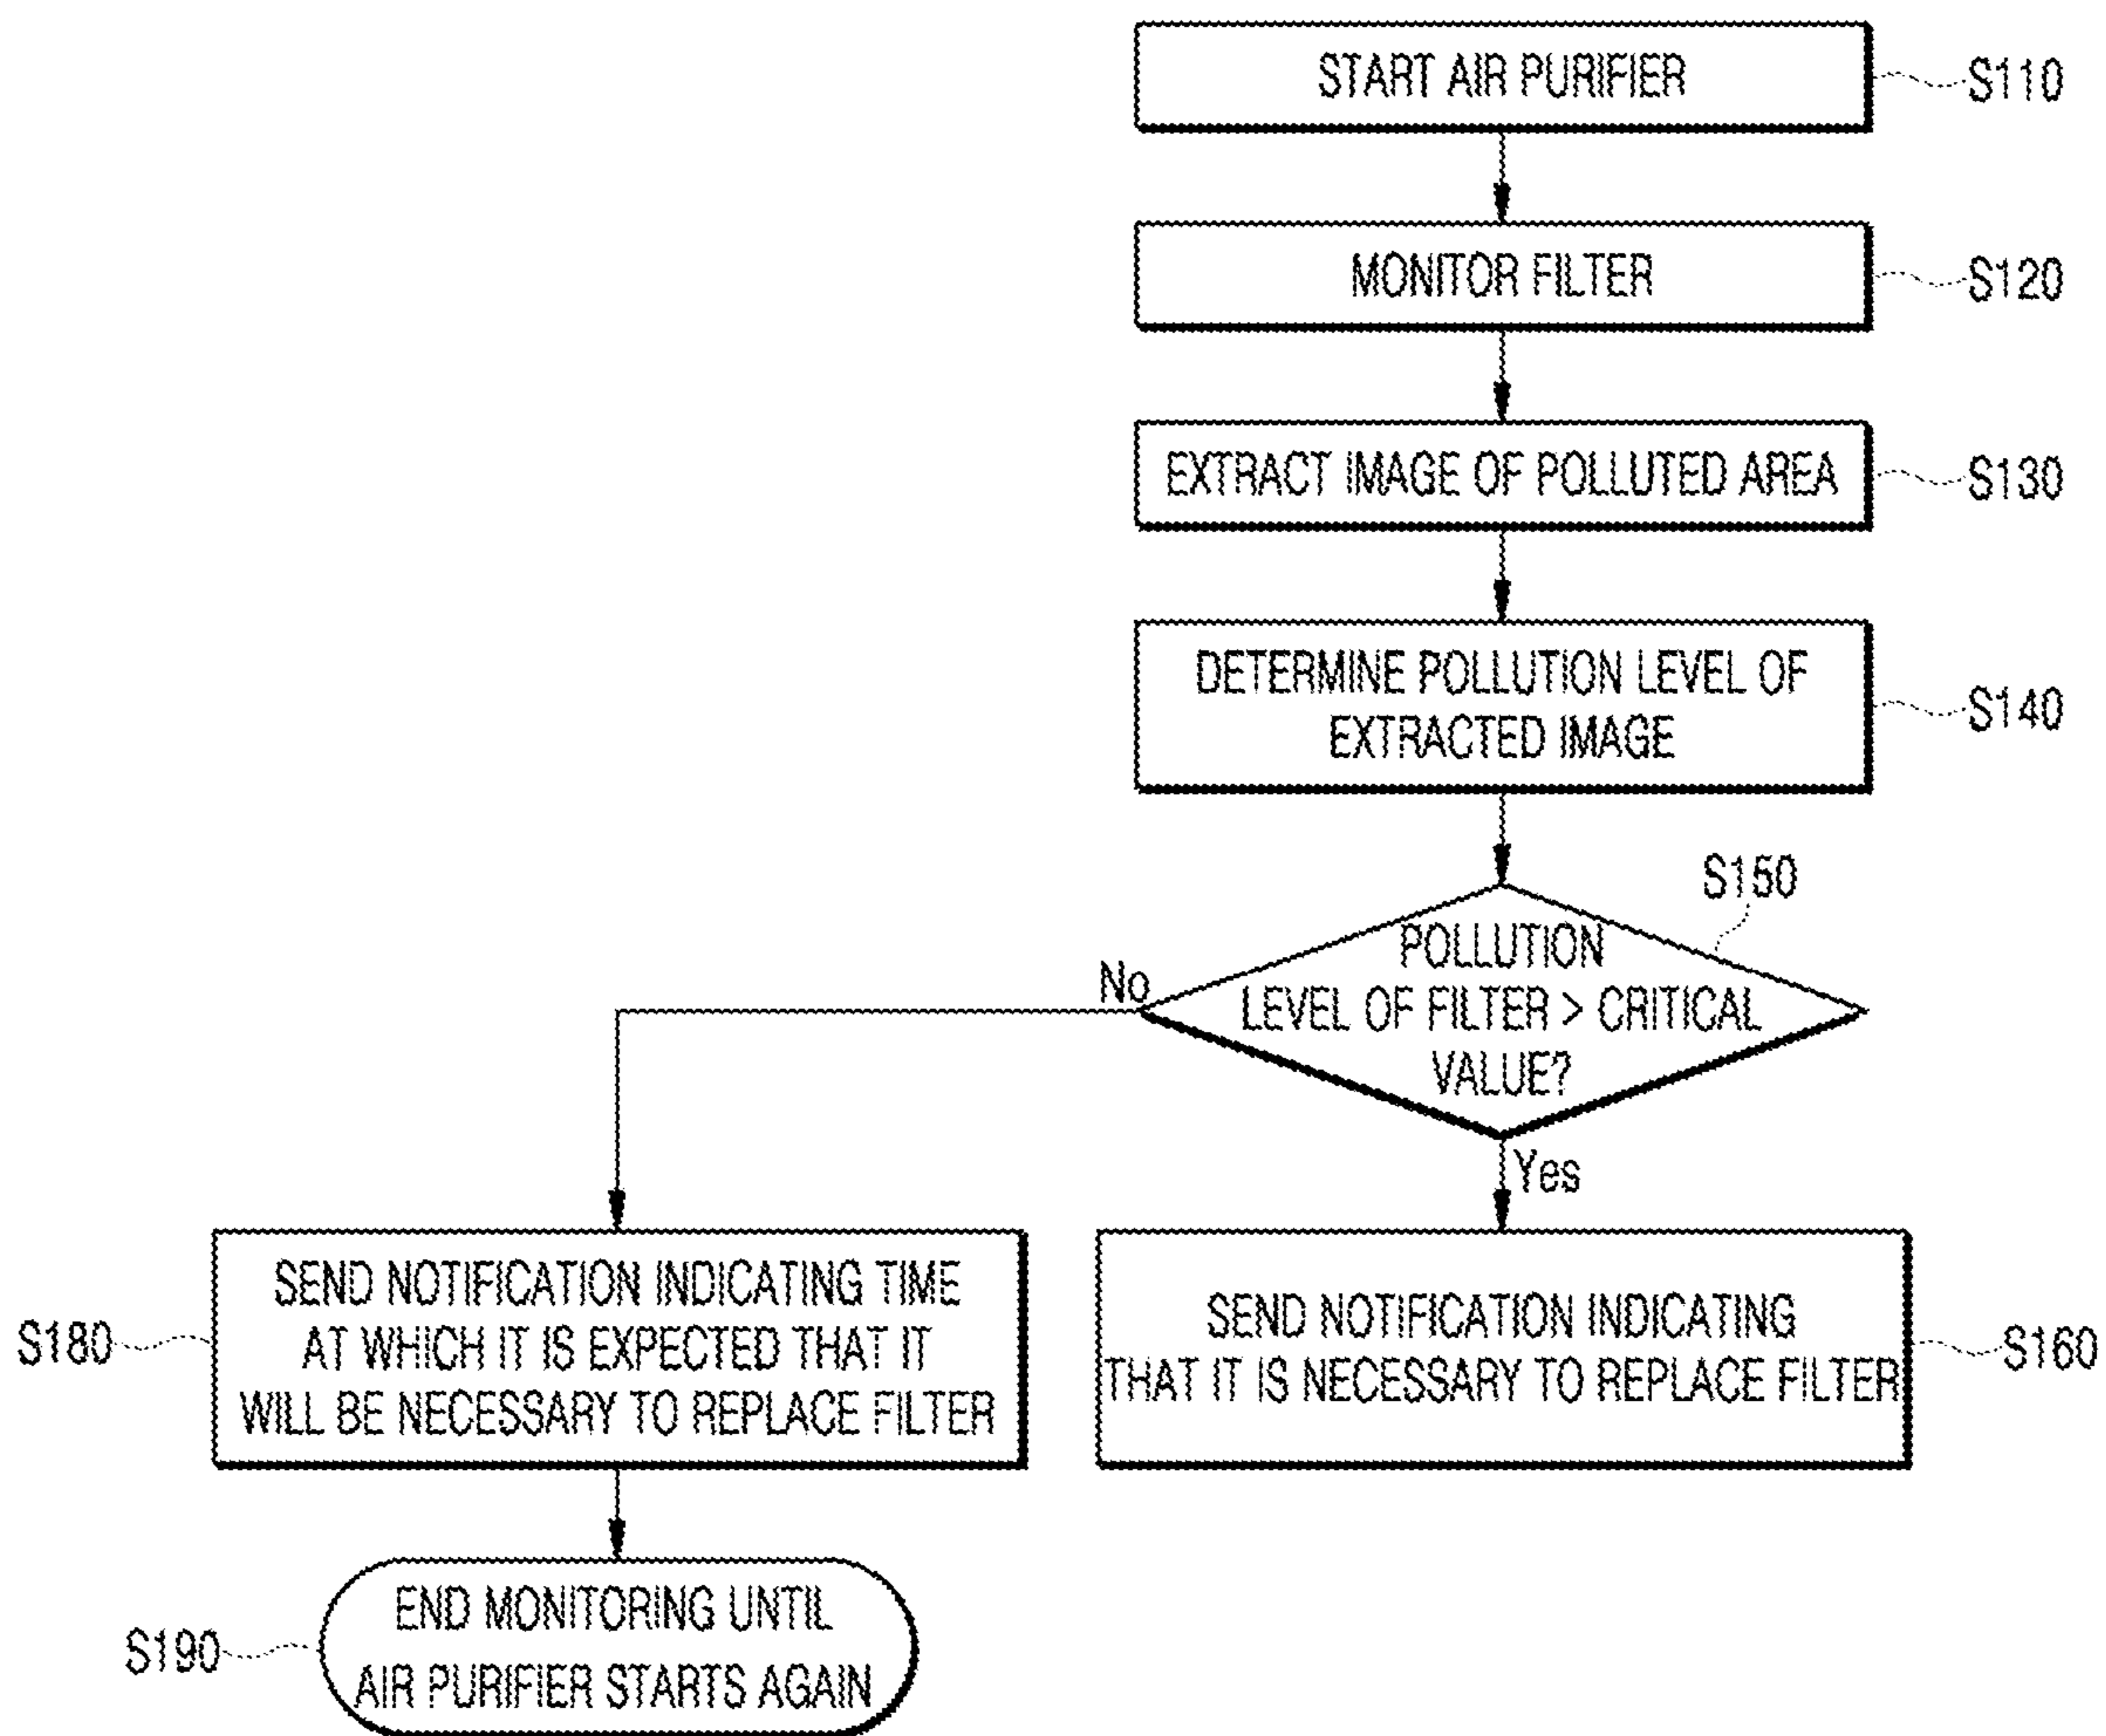 START AIR PURIFIER
S110
MONITOR FILTER
S120
EXTRACT IMAGE OF POLLUTED AREA
S130
DETERMINE POLLUTION LEVEL OF
EXTRACTED IMAGE
S140
S150
POLLUTION
LEVEL OF FILTER > CRITICAL
VALUE?
No
Yes
S180
SEND NOTIFICATION INDICATING TIME
AT WHICH IT IS EXPECTED THAT IT
WILL BE NECESSARY TO REPLACE FILTER
SEND NOTIFICATION INDICATING
THAT IT IS NECESSARY TO REPLACE FILTER
S160
S190
END MONITORING UNTIL
AIR PURIFIER STARTS AGAIN